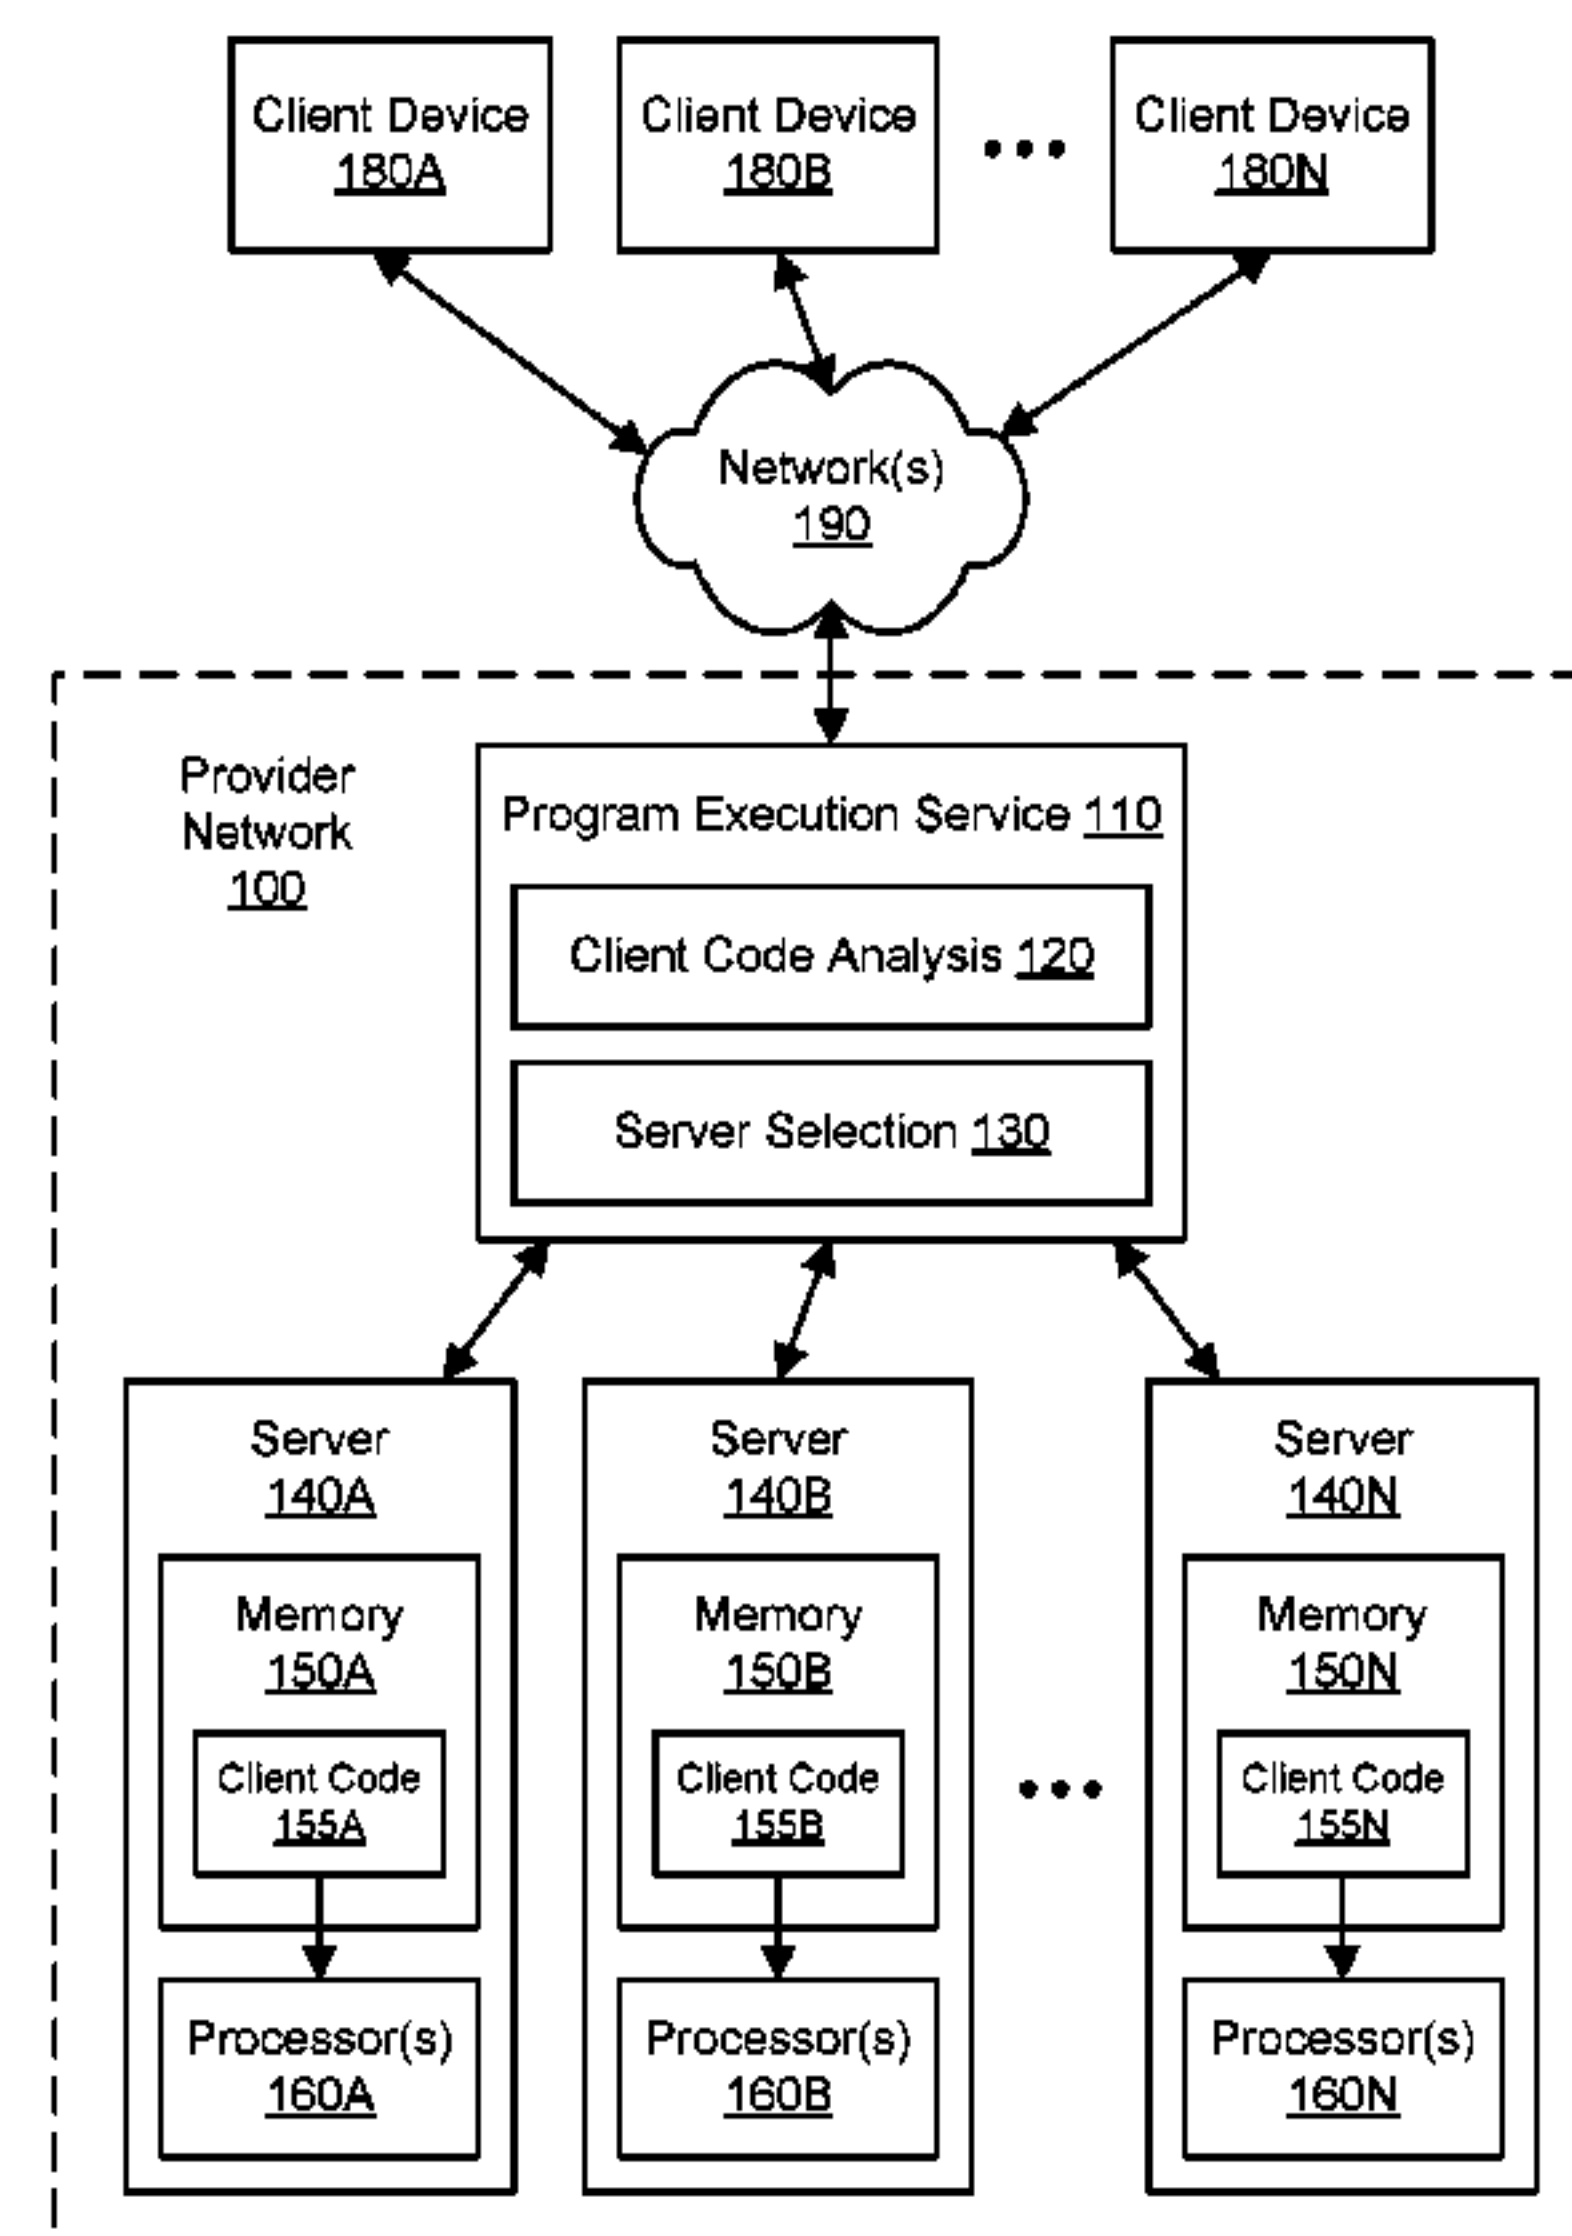 Client Device
180A
Client Device
180B
Client Device
180N
Network(s)
190
Provider
Network
100
Program Execution Service 110
Client Code Analysis 120
Server Selection 130
Server
140A
Memory
150A
Client Code
155A
Processor(s)
160A
Server
140B
Memory
150B
Client Code
155B
Processor(s)
160B
Server
140N
Memory
150N
Client Code
155N
Processor(s)
160N